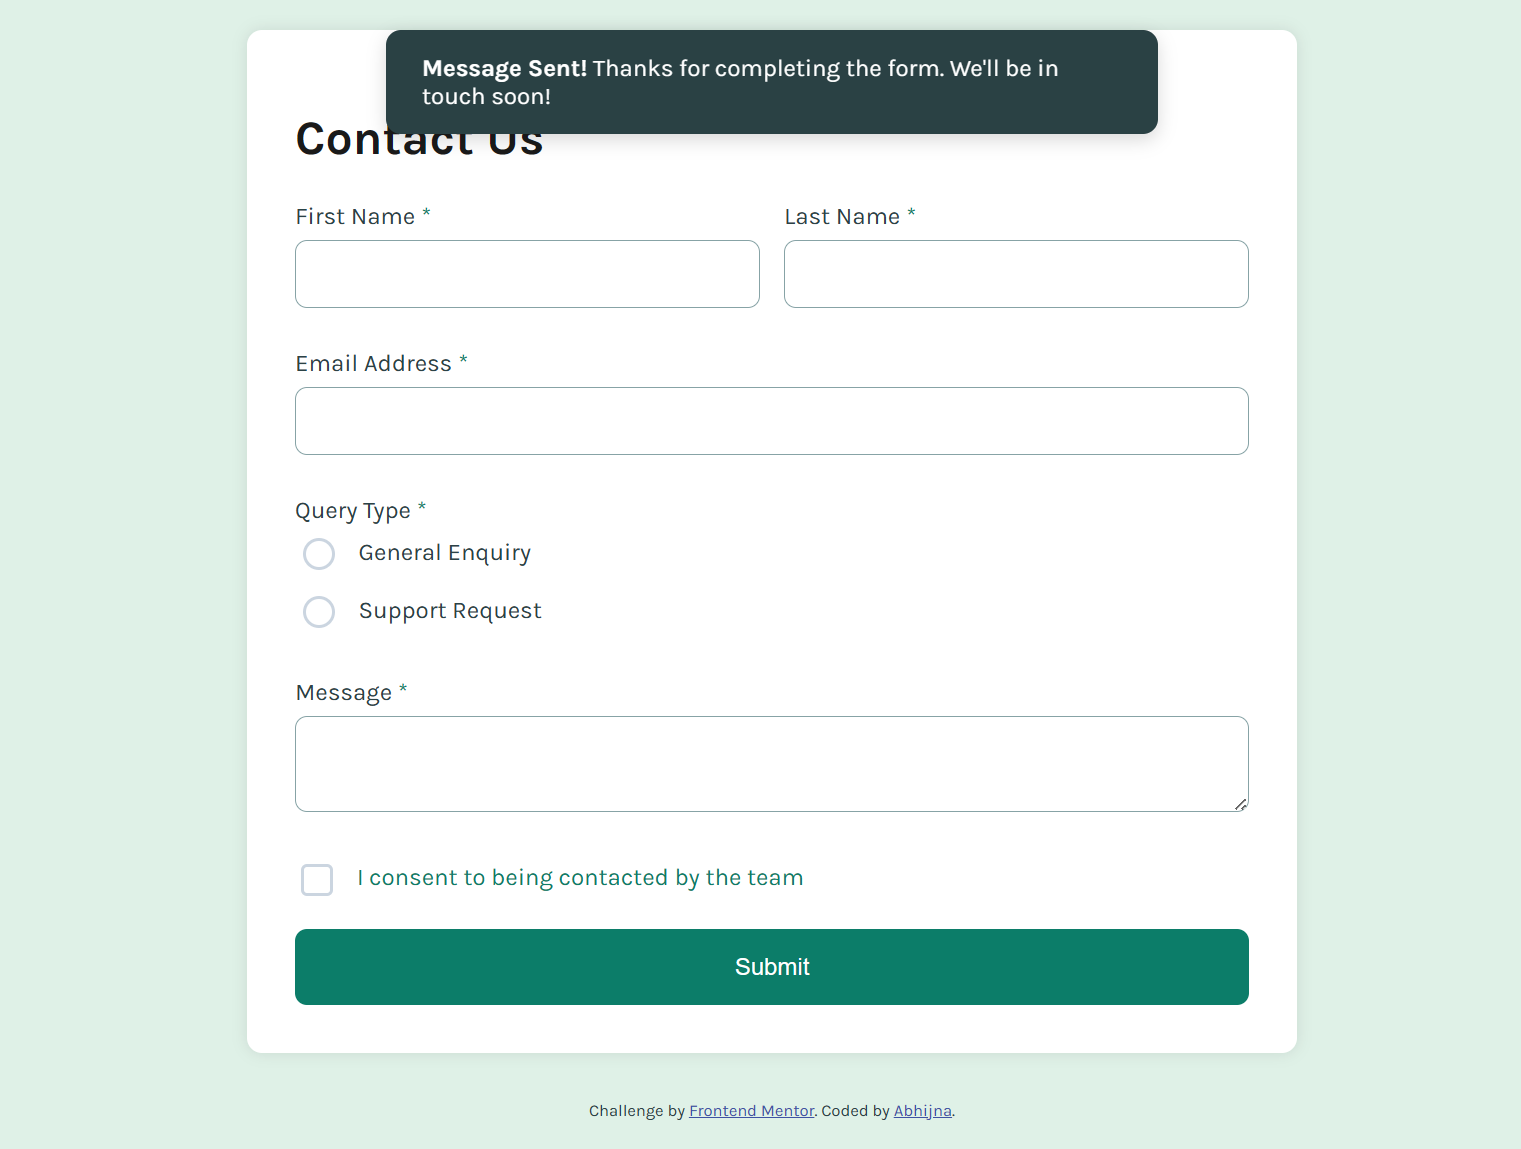 Message Sent! Thanks for completing the form. We'll be in
touch soon!
Contact Us
First Name *
Last Name *
Email Address *
Query Type *
General Enquiry
Support Request
Message *
I consent to being contacted by the team
Submit
Challenge by Frontend Mentor. Coded by Abhijna.